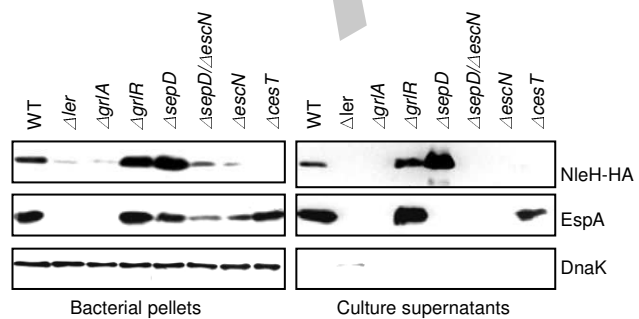 WT Δler ΔgrlA ΔgrlR ΔsepD ΔsepD/ΔescN ΔescN ΔcesT WT Δler ΔgrlA ΔgrlR ΔsepD ΔsepD/ΔescN ΔescN ΔcesT
NleH-HA
EspA
DnaK
Bacterial pellets Culture supernatants